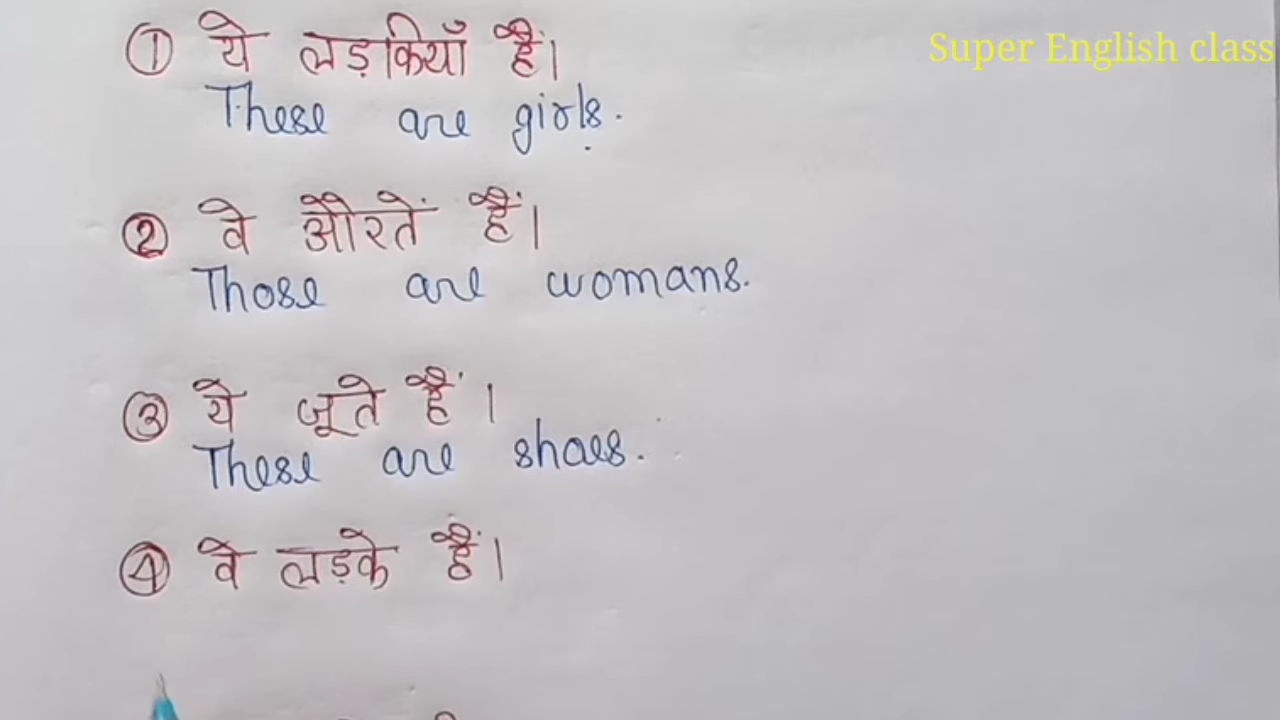 Super English class
① ये लड़कियाँ हैं।
These are girls.
② वे औरतें हैं।
Those are womans.
③ ये जूते हैं।
These are shoes.
④ वे लड़के हैं।